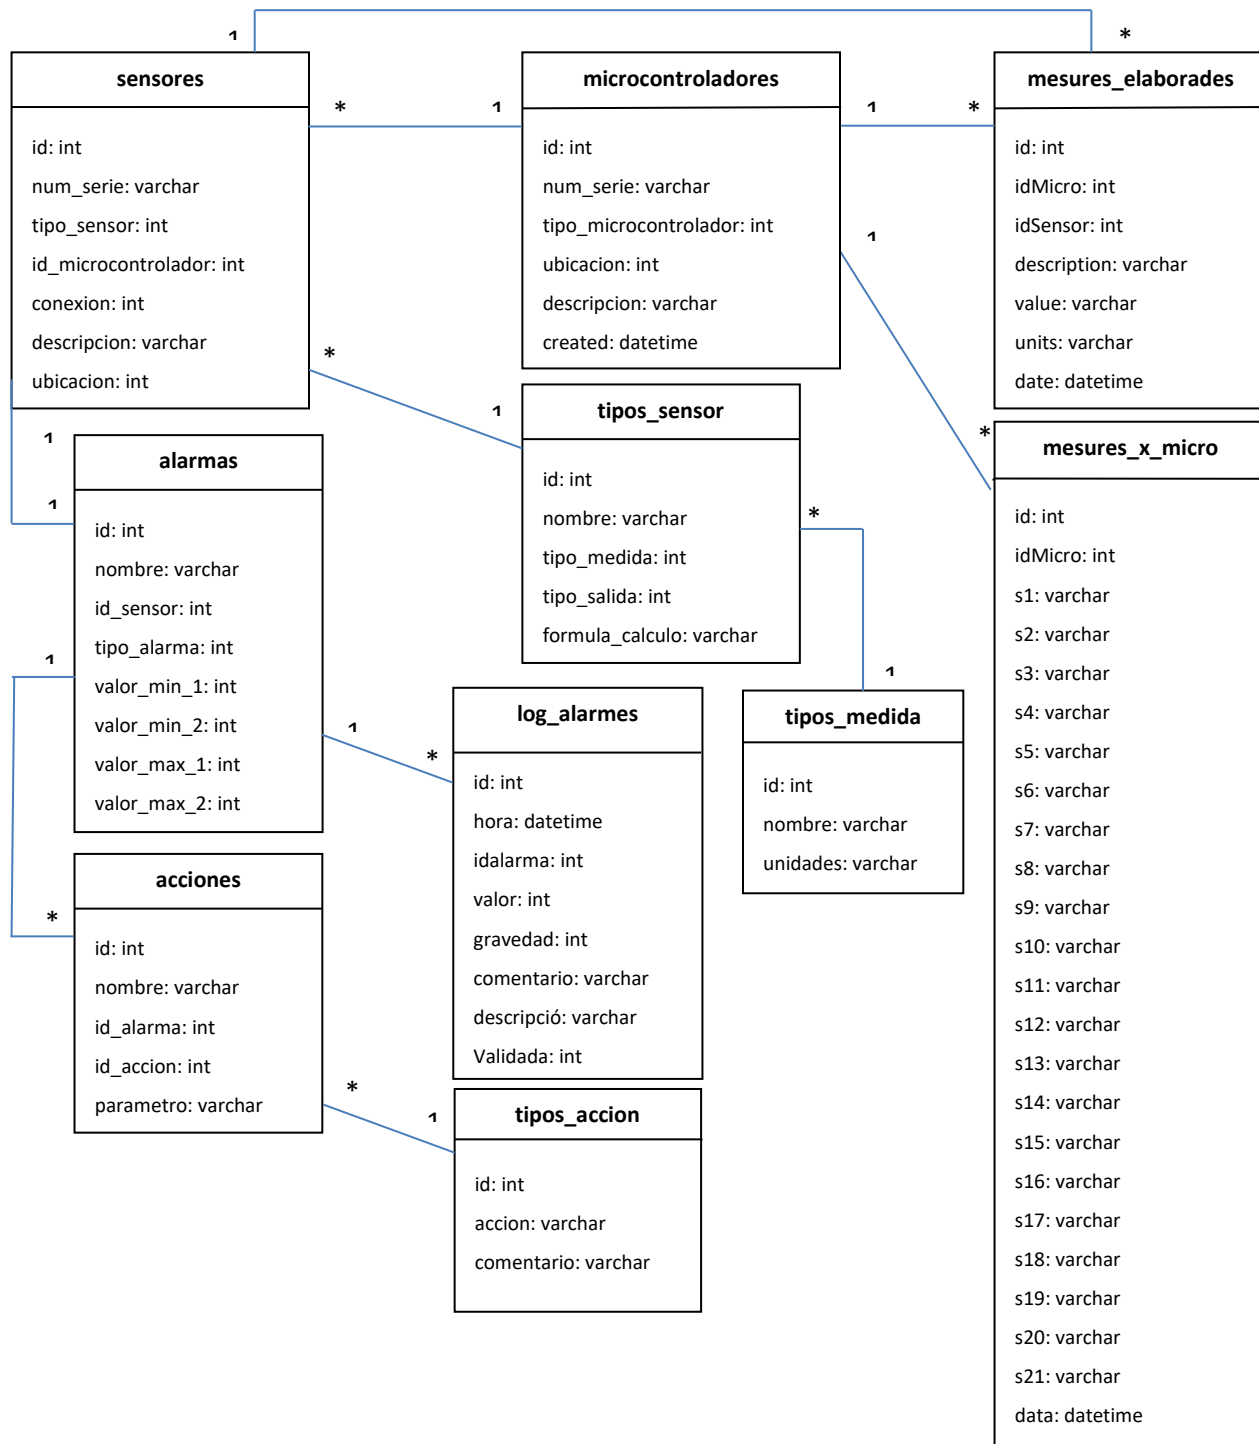 1
*
sensores
id: int
num_serie: varchar
tipo_sensor: int
id_microcontrolador: int
conexion: int
descripcion: varchar
ubicacion: int
*
1
microcontroladores
id: int
num_serie: varchar
tipo_microcontrolador: int
ubicacion: int
descripcion: varchar
created: datetime
1
*
mesures_elaborades
id: int
idMicro: int
idSensor: int
description: varchar
value: varchar
units: varchar
date: datetime
1
*
*
1
tipos_sensor
id: int
nombre: varchar
tipo_medida: int
tipo_salida: int
formula_calculo: varchar
*
1
1
1
alarmas
id: int
nombre: varchar
id_sensor: int
tipo_alarma: int
valor_min_1: int
valor_min_2: int
valor_max_1: int
valor_max_2: int
1
*
1
*
log_alarmes
id: int
hora: datetime
idalarma: int
valor: int
gravedad: int
comentario: varchar
descripció: varchar
Validada: int
tipos_medida
id: int
nombre: varchar
unidades: varchar
acciones
id: int
nombre: varchar
id_alarma: int
id_accion: int
parametro: varchar
*
1
tipos_accion
id: int
accion: varchar
comentario: varchar
mesures_x_micro
id: int
idMicro: int
s1: varchar
s2: varchar
s3: varchar
s4: varchar
s5: varchar
s6: varchar
s7: varchar
s8: varchar
s9: varchar
s10: varchar
s11: varchar
s12: varchar
s13: varchar
s14: varchar
s15: varchar
s16: varchar
s17: varchar
s18: varchar
s19: varchar
s20: varchar
s21: varchar
data: datetime